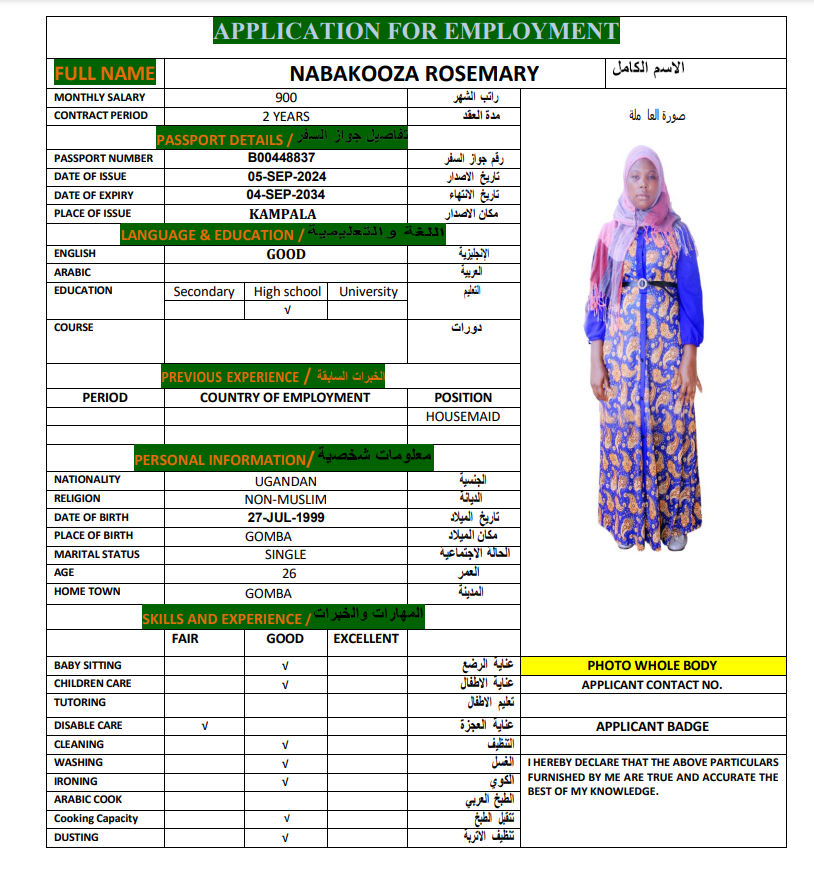 APPLICATION FOR EMPLOYMENT
FULL NAME NABAKOOZA ROSEMARY الاسم الكامل
MONTHLY SALARY 900 راتب الشهر
CONTRACT PERIOD 2 YEARS مدة العقد
صورة العا ملة
PASSPORT DETAILS / تفاصيل جواز السفر
PASSPORT NUMBER B00448837 رقم جواز السفر
DATE OF ISSUE 05-SEP-2024 تاريخ الاصدار
DATE OF EXPIRY 04-SEP-2034 تاريخ الانتهاء
PLACE OF ISSUE KAMPALA مكان الاصدار
LANGUAGE & EDUCATION / اللغة و التعليمية
ENGLISH GOOD الإنجليزية
ARABIC العربية
EDUCATION Secondary High school University التعليم
√
COURSE دورات
PREVIOUS EXPERIENCE / الخبرات السابقة
PERIOD COUNTRY OF EMPLOYMENT POSITION
HOUSEMAID
PERSONAL INFORMATION/ معلومات شخصية
NATIONALITY UGANDAN الجنسية
RELIGION NON-MUSLIM الديانة
DATE OF BIRTH 27-JUL-1999 تاريخ الميلاد
PLACE OF BIRTH GOMBA مكان الميلاد
MARITAL STATUS SINGLE الحالة الاجتماعية
AGE 26 العمر
HOME TOWN GOMBA المدينة
SKILLS AND EXPERIENCE / المهارات والخبرات
FAIR GOOD EXCELLENT
BABY SITTING √ عناية الرضع
CHILDREN CARE √ عناية الاطفال
TUTORING تعليم الاطفال
DISABLE CARE √ عناية العجزة
CLEANING √ التنظيف
WASHING √ الغسل
IRONING √ الكوي
ARABIC COOK الطبخ العربي
Cooking Capacity √ تتقبل الطبخ
DUSTING √ تنظيف الاتربة
PHOTO WHOLE BODY
APPLICANT CONTACT NO.
APPLICANT BADGE
I HEREBY DECLARE THAT THE ABOVE PARTICULARS
FURNISHED BY ME ARE TRUE AND ACCURATE THE
BEST OF MY KNOWLEDGE.